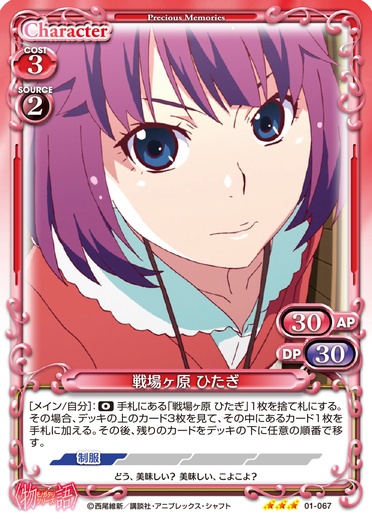 Precious Memories
Character
COST
3
SOURCE
2
30 AP
DP 30
戦場ヶ原 ひたぎ
[メイン/自分]：手札にある「戦場ヶ原 ひたぎ」1枚を捨て札にする。
その場合、デッキの上のカード3枚を見て、その中にあるカード1枚を
手札に加える。その後、残りのカードをデッキの下に任意の順番で移
す。
制服
どう、美味しい？ 美味しい、こよこよ？
物語
©西尾維新／講談社・アニプレックス・シャフト
01-067